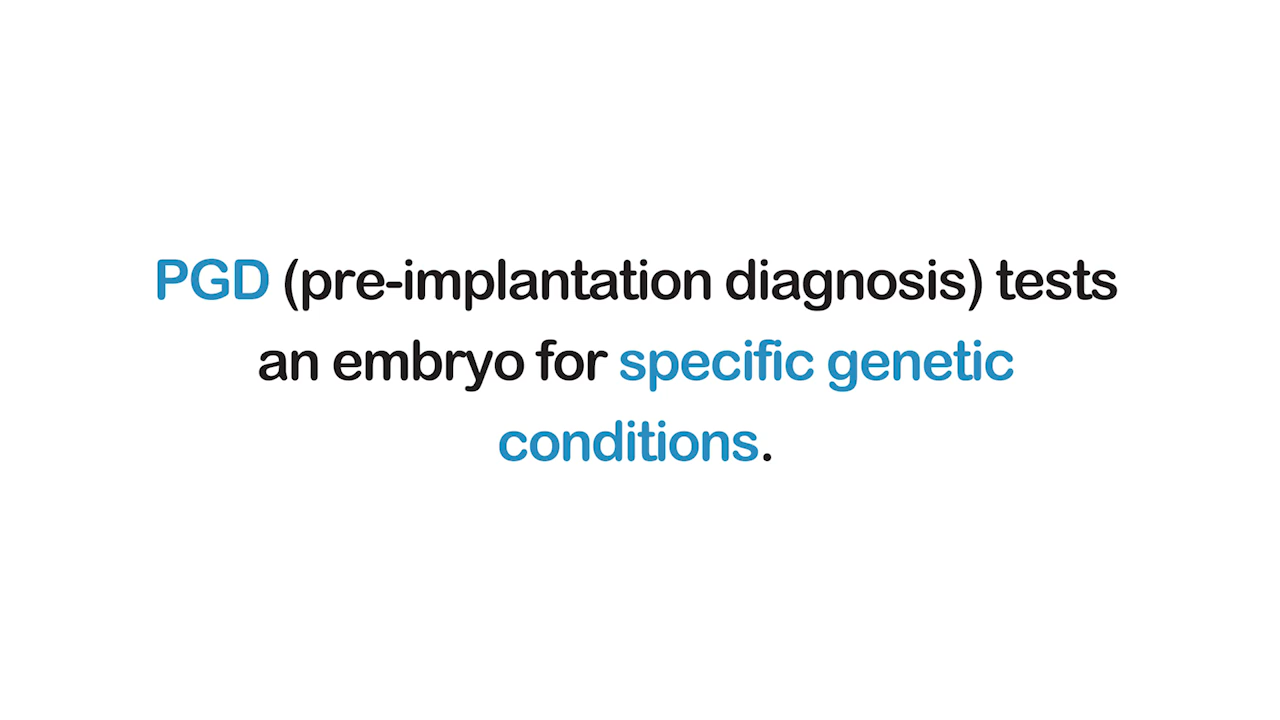 PGD (pre-implantation diagnosis) tests
an embryo for specific genetic
conditions.